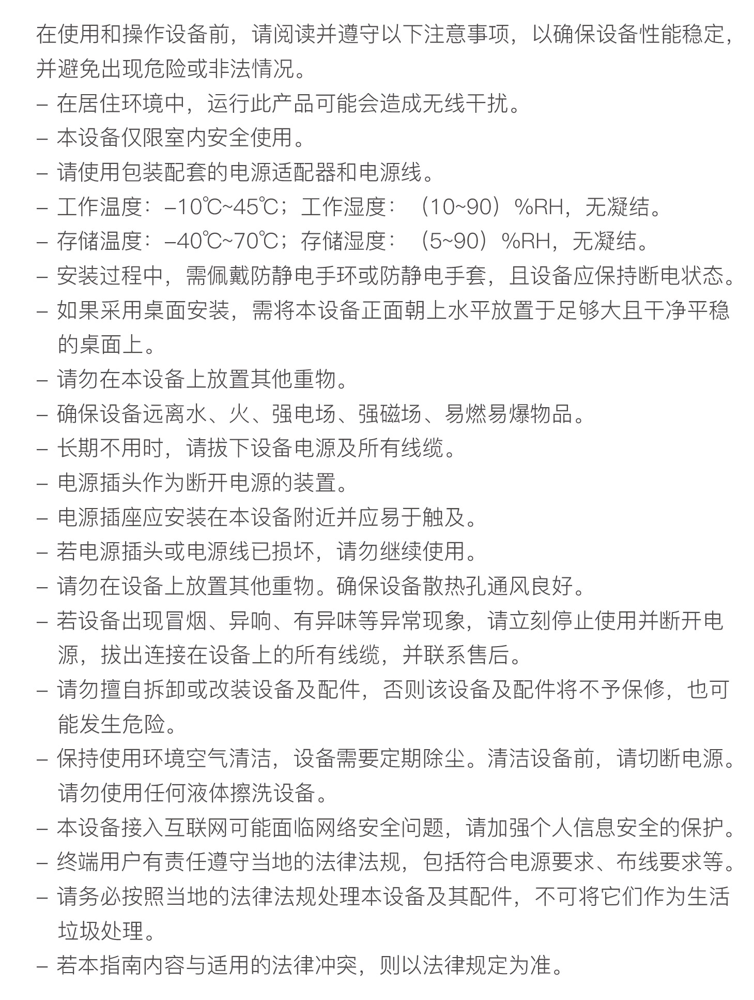 在使用和操作设备前，请阅读并遵守以下注意事项，以确保设备性能稳定，
并避免出现危险或非法情况。
– 在居住环境中，运行此产品可能会造成无线干扰。
– 本设备仅限室内安全使用。
– 请使用包装配套的电源适配器和电源线。
– 工作温度：–10℃~45℃；工作湿度：（10~90）%RH，无凝结。
– 存储温度：–40℃~70℃；存储湿度：（5~90）%RH，无凝结。
– 安装过程中，需佩戴防静电手环或防静电手套，且设备应保持断电状态。
– 如果采用桌面安装，需将本设备正面朝上水平放置于足够大且干净平稳
的桌面上。
– 请勿在本设备上放置其他重物。
– 确保设备远离水、火、强电场、强磁场、易燃易爆物品。
– 长期不用时，请拔下设备电源及所有线缆。
– 电源插头作为断开电源的装置。
– 电源插座应安装在本设备附近并应易于触及。
– 若电源插头或电源线已损坏，请勿继续使用。
– 请勿在设备上放置其他重物。确保设备散热孔通风良好。
– 若设备出现冒烟、异响、有异味等异常现象，请立刻停止使用并断开电
源，拔出连接在设备上的所有线缆，并联系售后。
– 请勿擅自拆卸或改装设备及配件，否则该设备及配件将不予保修，也可
能发生危险。
– 保持使用环境空气清洁，设备需要定期除尘。清洁设备前，请切断电源。
请勿使用任何液体擦洗设备。
– 本设备接入互联网可能面临网络安全问题，请加强个人信息安全的保护。
– 终端用户有责任遵守当地的法律法规，包括符合电源要求、布线要求等。
– 请务必按照当地的法律法规处理本设备及其配件，不可将它们作为生活
垃圾处理。
– 若本指南内容与适用的法律冲突，则以法律规定为准。